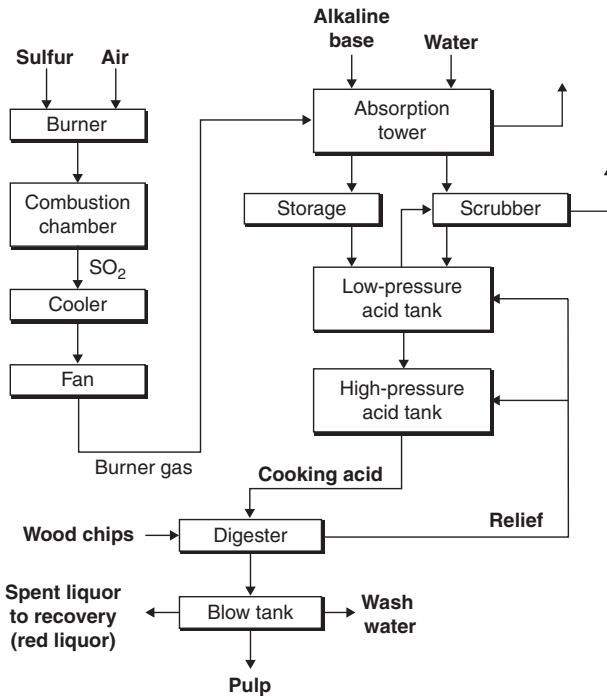 Alkaline
base
Water
Sulfur
Air
Burner
Absorption
tower
Combustion
chamber
Storage
Scrubber
SO₂
Cooler
Low-pressure
acid tank
Fan
High-pressure
acid tank
Burner gas
Cooking acid
Relief
Wood chips
Digester
Spent liquor
to recovery
(red liquor)
Blow tank
Wash
water
Pulp